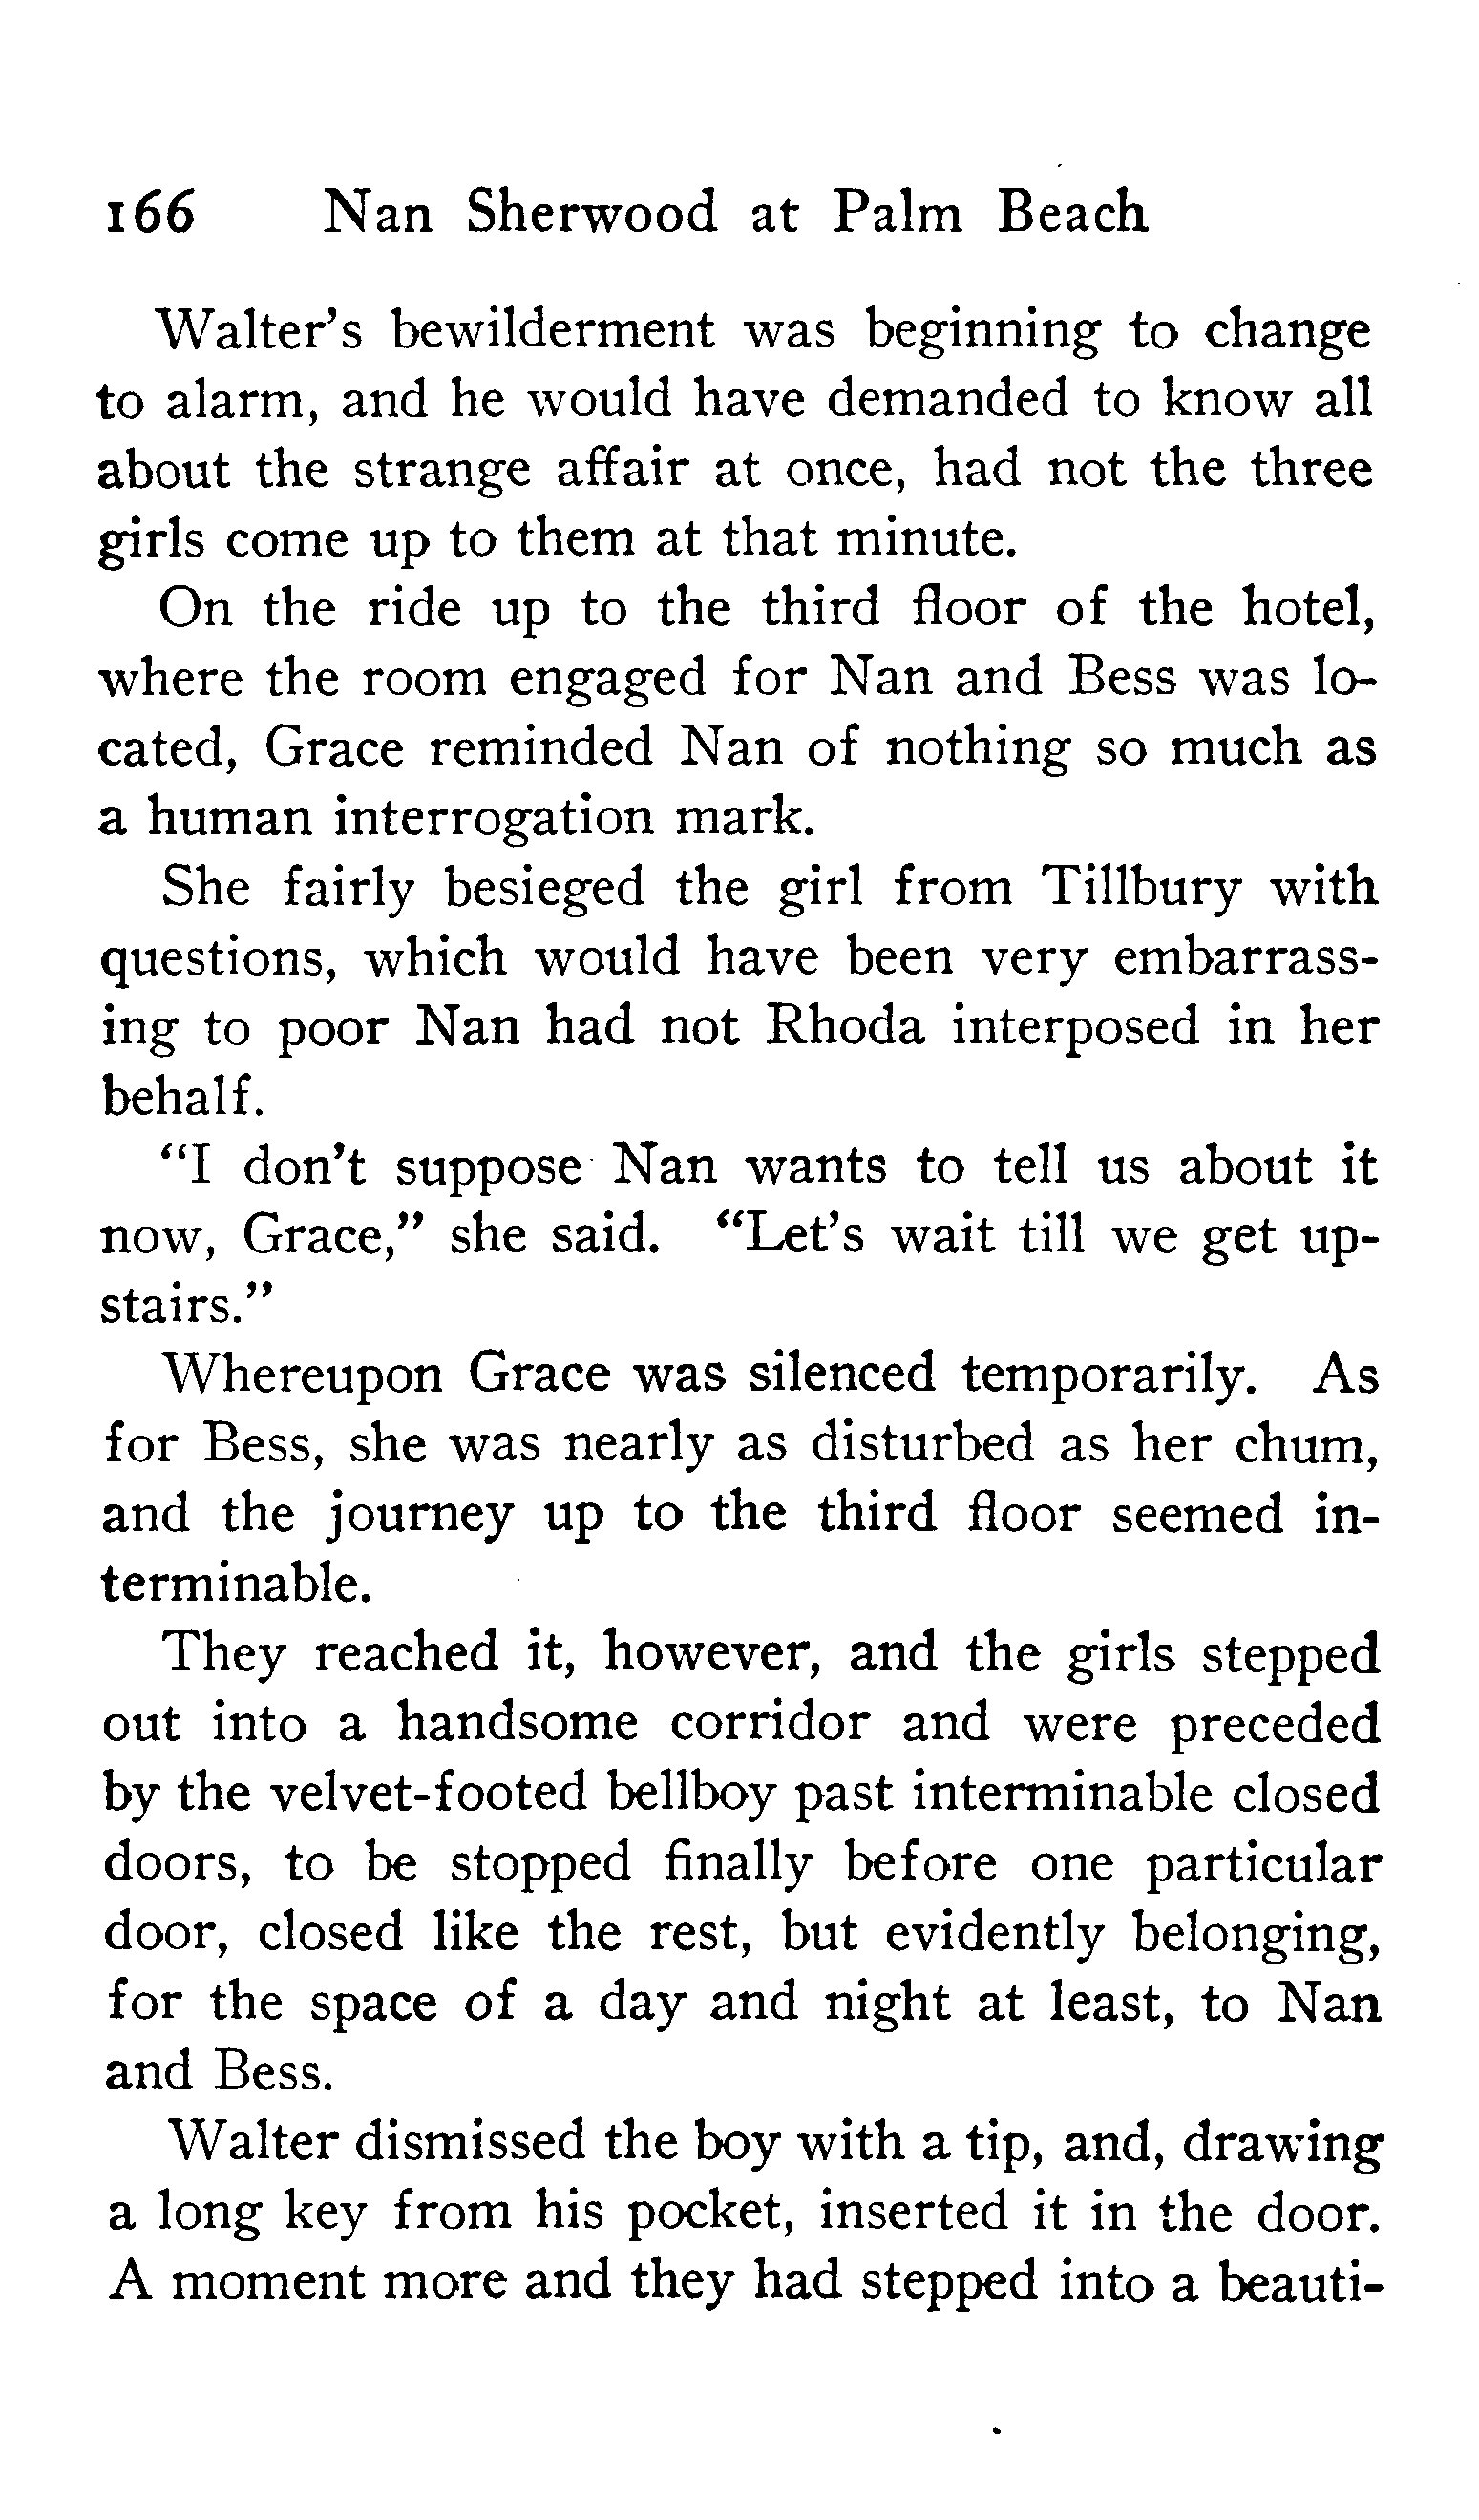 166 Nan Sherwood at Palm Beach
Walter's bewilderment was beginning to change
to alarm, and he would have demanded to know all
about the strange affair at once, had not the three
girls come up to them at that minute.
On the ride up to the third floor of the hotel,
where the room engaged for Nan and Bess was lo-
cated, Grace reminded Nan of nothing so much as
a human interrogation mark.
She fairly besieged the girl from Tillbury with
questions, which would have been very embarrass-
ing to poor Nan had not Rhoda interposed in her
behalf.
"I don't suppose Nan wants to tell us about it
now, Grace," she said. "Let's wait till we get up-
stairs."
Whereupon Grace was silenced temporarily. As
for Bess, she was nearly as disturbed as her chum,
and the journey up to the third floor seemed in-
terminable.
They reached it, however, and the girls stepped
out into a handsome corridor and were preceded
by the velvet-footed bellboy past interminable closed
doors, to be stopped finally before one particular
door, closed like the rest, but evidently belonging,
for the space of a day and night at least, to Nan
and Bess.
Walter dismissed the boy with a tip, and, drawing
a long key from his pocket, inserted it in the door.
A moment more and they had stepped into a beauti-